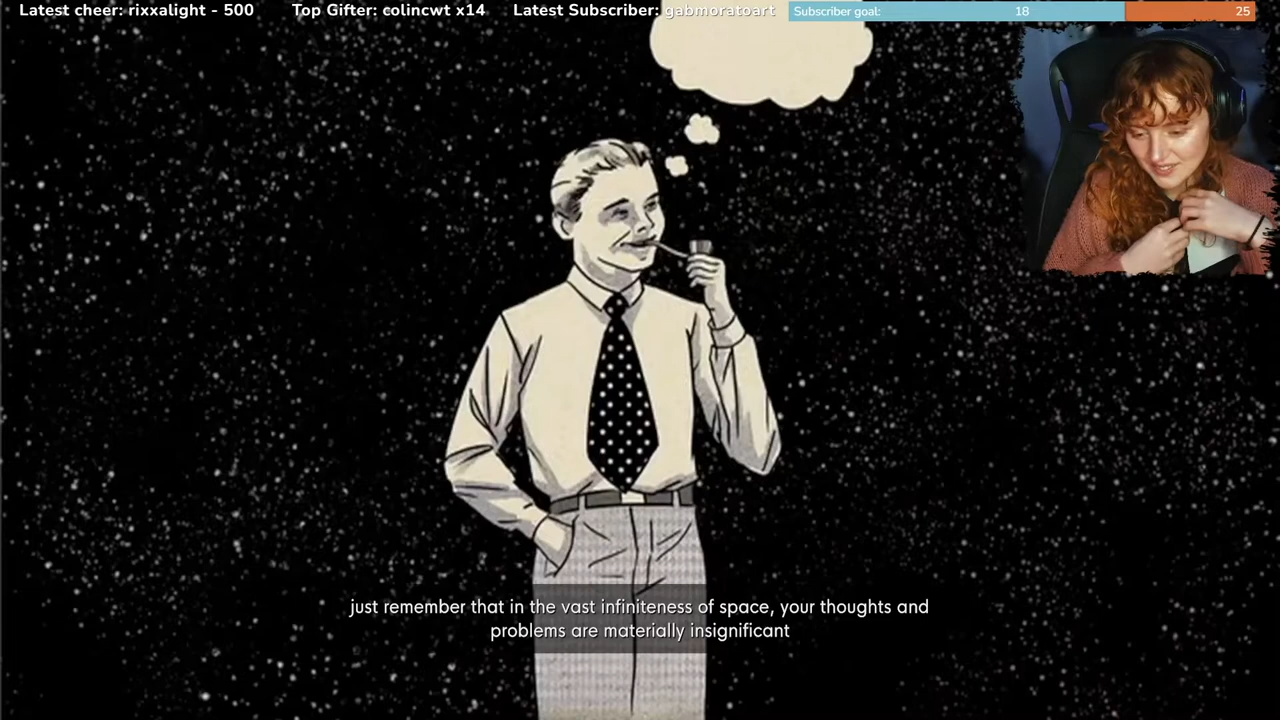 Latest cheer: rixxalight - 500 Top Gifter: colincwt x14 Latest Subscriber: gabmoratoart Subscriber goal: 18 25
just remember that in the vast infiniteness of space, your thoughts and
problems are materially insignificant